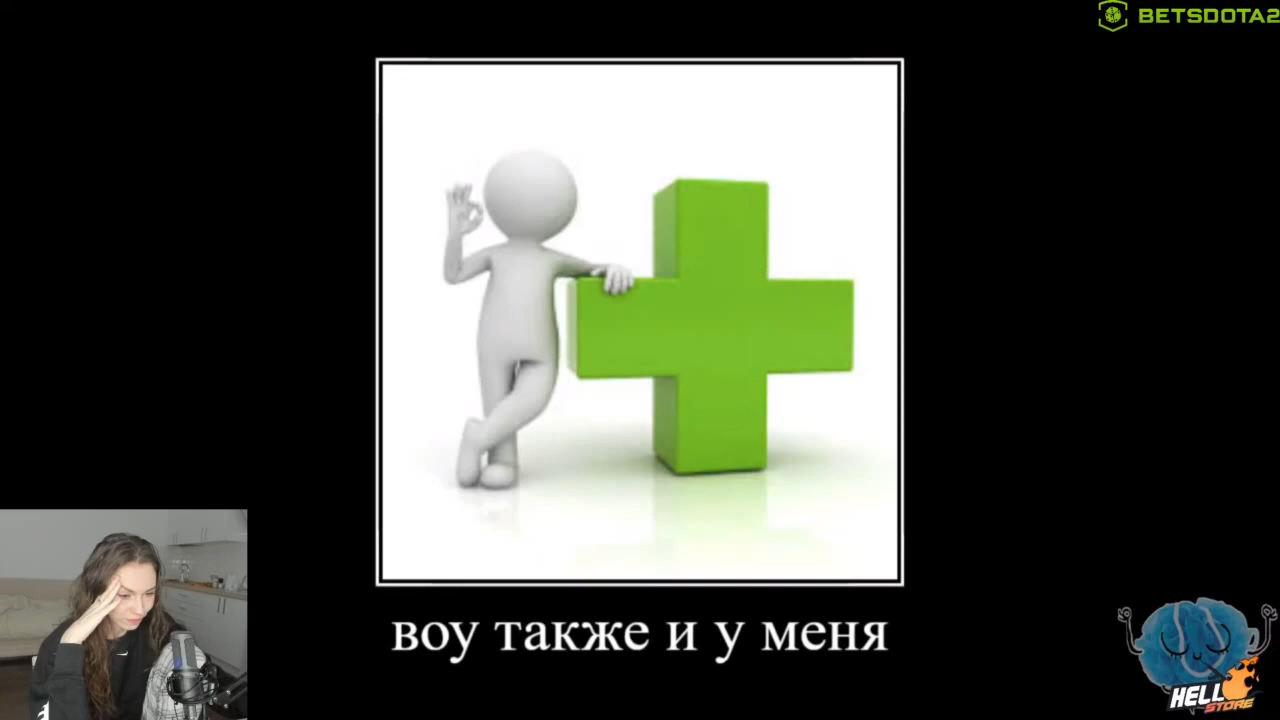 BETSDOTA2
воу также и у меня
HELL
STORE